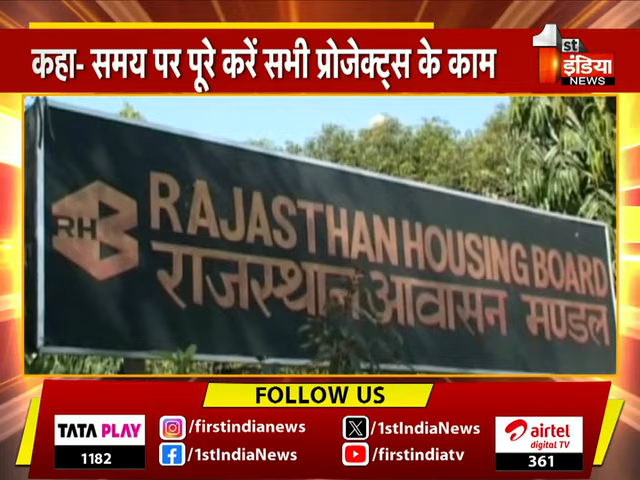 कहा- समय पर पूरे करें सभी प्रोजेक्ट्स के काम
1st
इंडिया
NEWS
RHB
RAJASTHAN HOUSING BOARD
राजस्थान आवासन मण्डल
FOLLOW US
TATA PLAY
1182
/firstindianews
/1stIndiaNews
/1stIndiaNews
/firstindiatv
airtel
digital TV
361